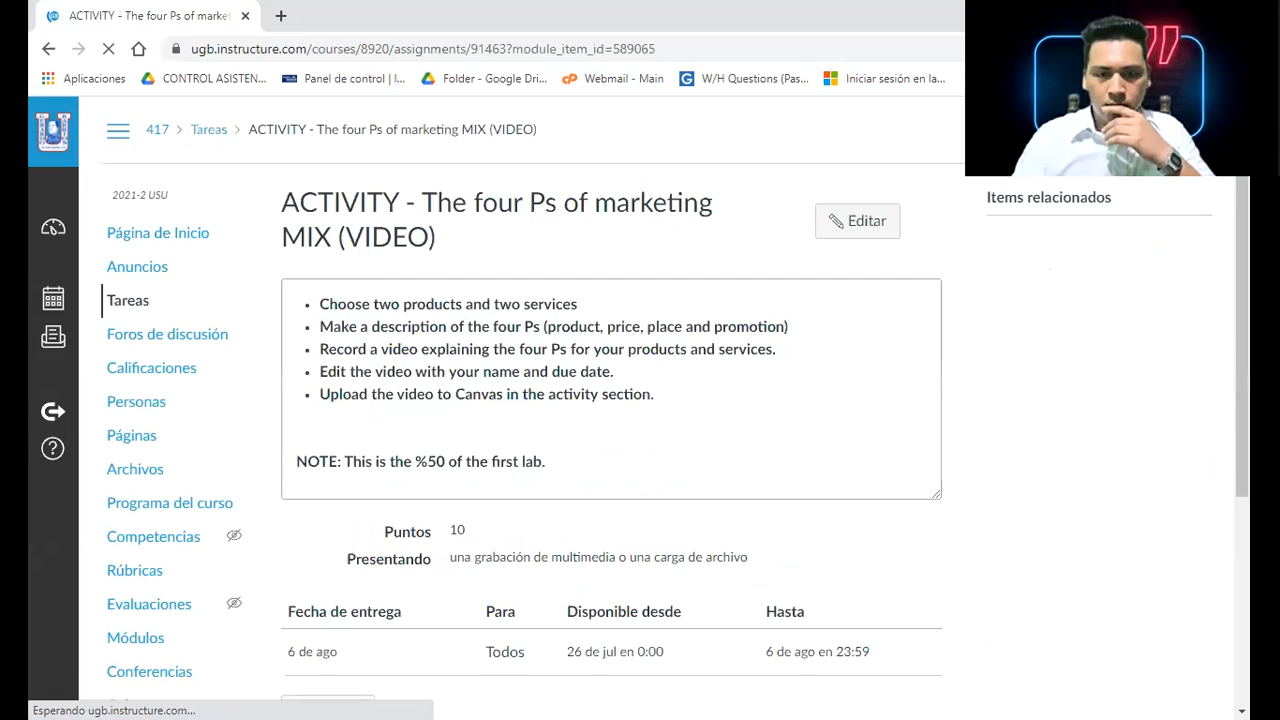 ACTIVITY - The four Ps of market
ugb.instructure.com/courses/8920/assignments/91463?module_item_id=589065
Aplicaciones
CONTROL ASISTEN...
Panel de control | I...
Folder - Google Dri...
Webmail - Main
W/H Questions (Pas...
Iniciar sesión en la...
417 > Tareas > ACTIVITY - The four Ps of marketing MIX (VIDEO)
2021-2 USU
Página de Inicio
Anuncios
Tareas
Foros de discusión
Calificaciones
Personas
Páginas
Archivos
Programa del curso
Competencias
Rúbricas
Evaluaciones
Módulos
Conferencias
ACTIVITY - The four Ps of marketing
MIX (VIDEO)
Editar
Choose two products and two services
Make a description of the four Ps (product, price, place and promotion)
Record a video explaining the four Ps for your products and services.
Edit the video with your name and due date.
Upload the video to Canvas in the activity section.
NOTE: This is the %50 of the first lab.
Puntos 10
Presentando una grabación de multimedia o una carga de archivo
Fecha de entrega Para Disponible desde Hasta
6 de ago Todos 26 de jul en 0:00 6 de ago en 23:59
Items relacionados
Esperando ugb.instructure.com...